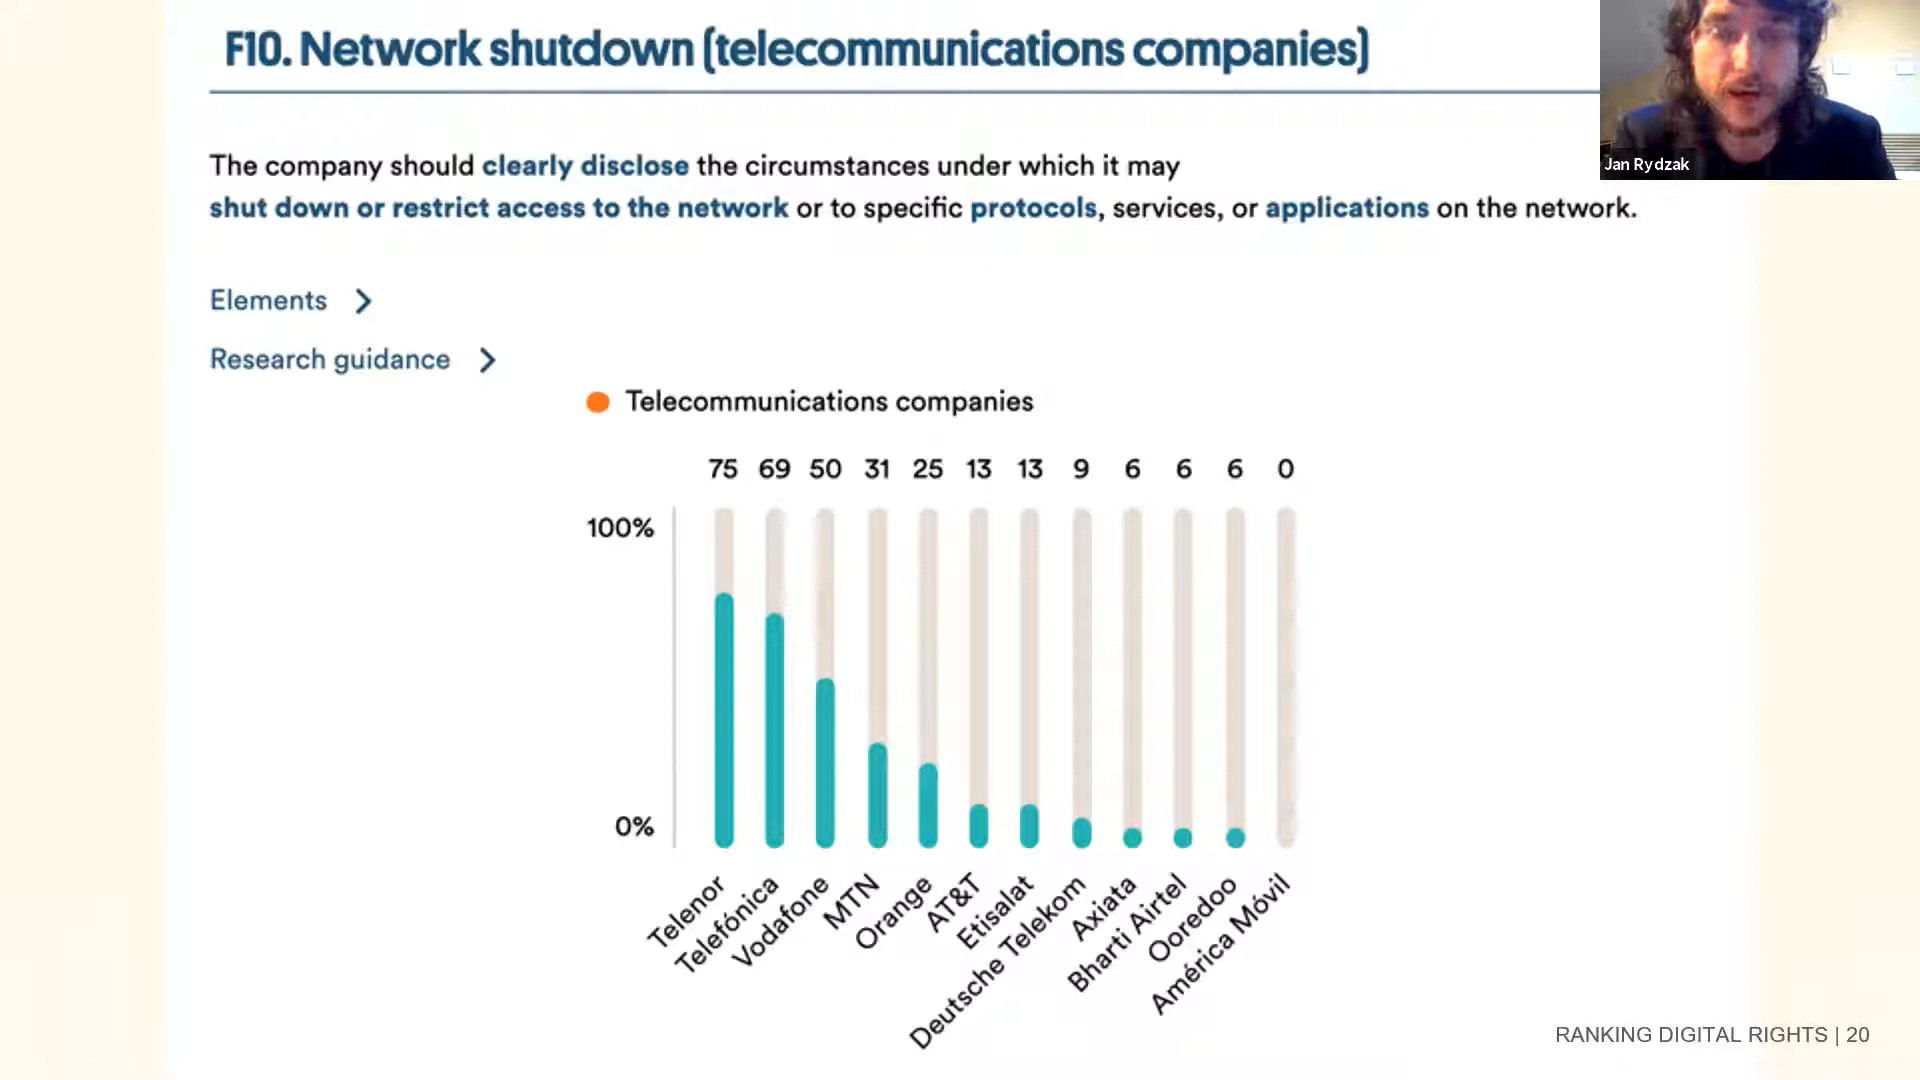 F10. Network shutdown (telecommunications companies)
Jan Rydzak
The company should clearly disclose the circumstances under which it may
shut down or restrict access to the network or to specific protocols, services, or applications on the network.
Elements
Research guidance
Telecommunications companies
75 69 50 31 25 13 13 9 6 6 6 0
100%
0%
Telenor
Telefónica
Vodafone
MTN
Orange
AT&T
Etisalat
Deutsche Telekom
Axiata
Bharti Airtel
Ooredoo
América Móvil
RANKING DIGITAL RIGHTS | 20